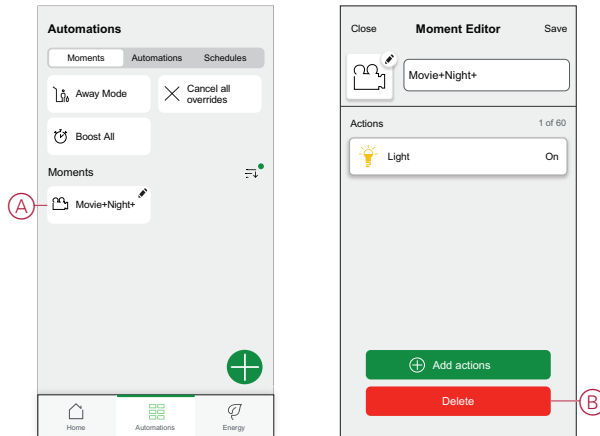 Automations
Moments Automations Schedules
Away Mode
Cancel all
overrides
Boost All
Moments
A
Movie+Night+
Home Automations Energy
Close Moment Editor Save
Movie+Night+
Actions 1 of 60
Light On
Add actions
Delete
B